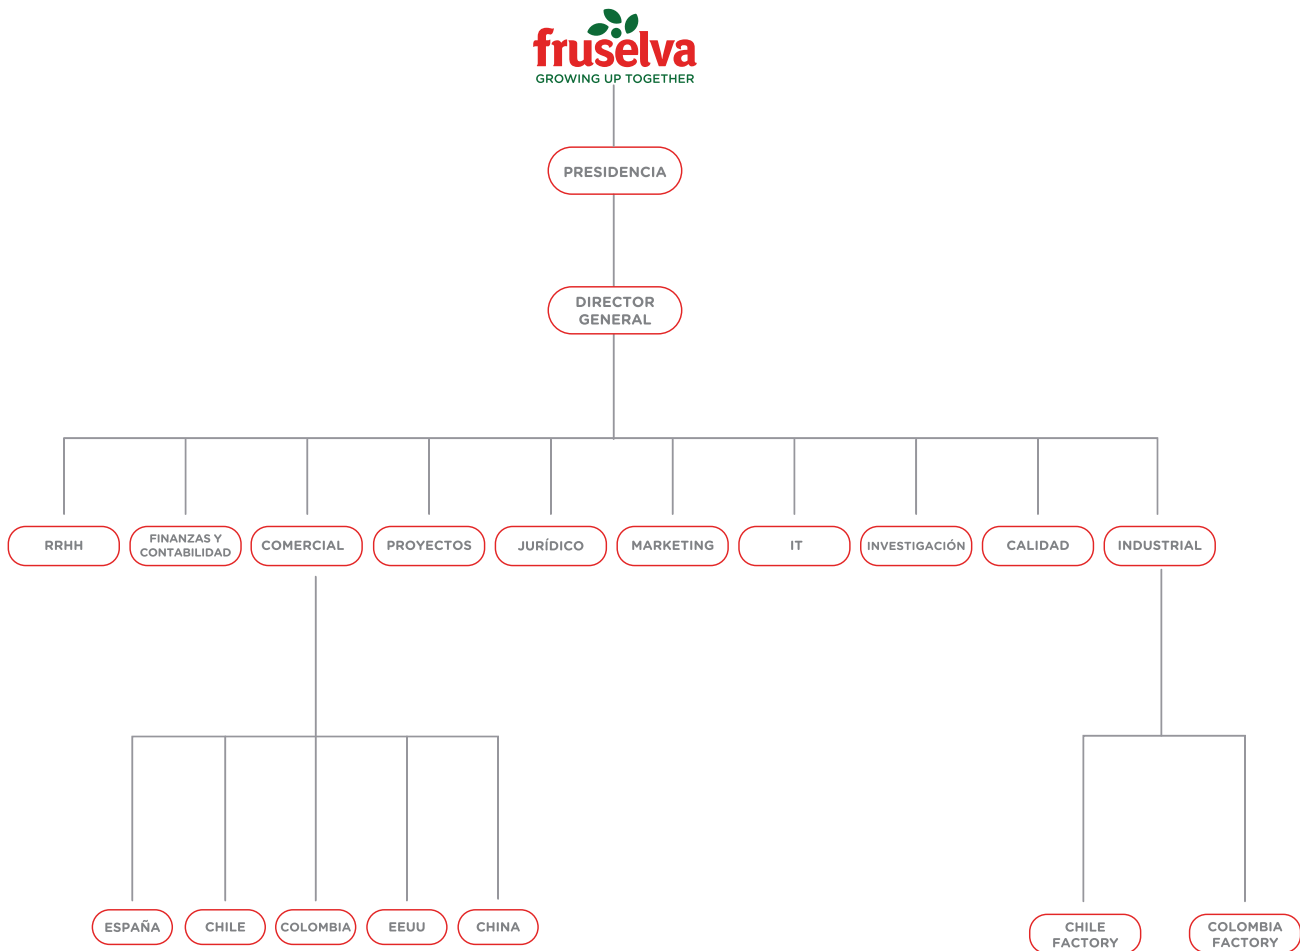 fruselva
GROWING UP TOGETHER
PRESIDENCIA
DIRECTOR
GENERAL
RRHH
FINANZAS Y
CONTABILIDAD
COMERCIAL
PROYECTOS
JURÍDICO
MARKETING
IT
INVESTIGACIÓN
CALIDAD
INDUSTRIAL
ESPAÑA
CHILE
COLOMBIA
EEUU
CHINA
CHILE
FACTORY
COLOMBIA
FACTORY